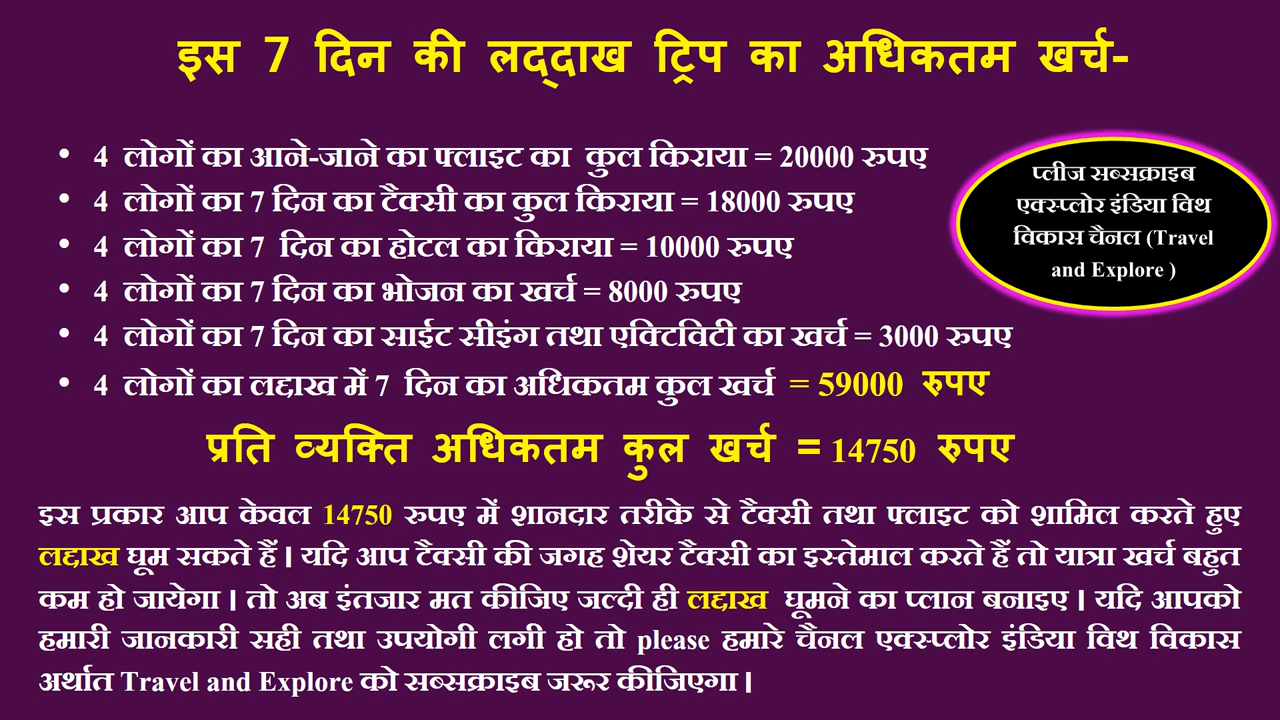 इस 7 दिन की लद्दाख ट्रिप का अधिकतम खर्च-
• 4 लोगों का आने-जाने का फ्लाइट का कुल किराया = 20000 रुपए
• 4 लोगों का 7 दिन का टैक्सी का कुल किराया = 18000 रुपए
• 4 लोगों का 7 दिन का होटल का किराया = 10000 रुपए
• 4 लोगों का 7 दिन का भोजन का खर्च = 8000 रुपए
• 4 लोगों का 7 दिन का साईट सीइंग तथा एक्टिविटी का खर्च = 3000 रुपए
• 4 लोगों का लद्दाख में 7 दिन का अधिकतम कुल खर्च = 59000 रुपए
प्लीज सब्सक्राइब
एक्स्प्लोर इंडिया विथ
विकास चैनल (Travel
and Explore )
प्रति व्यक्ति अधिकतम कुल खर्च = 14750 रुपए
इस प्रकार आप केवल 14750 रुपए में शानदार तरीके से टैक्सी तथा फ्लाइट को शामिल करते हुए
लद्दाख घूम सकते हैं। यदि आप टैक्सी की जगह शेयर टैक्सी का इस्तेमाल करते हैं तो यात्रा खर्च बहुत
कम हो जायेगा। तो अब इंतजार मत कीजिए जल्दी ही लद्दाख घूमने का प्लान बनाइए। यदि आपको
हमारी जानकारी सही तथा उपयोगी लगी हो तो please हमारे चैनल एक्स्प्लोर इंडिया विथ विकास
अर्थात Travel and Explore को सब्सक्राइब जरूर कीजिएगा।